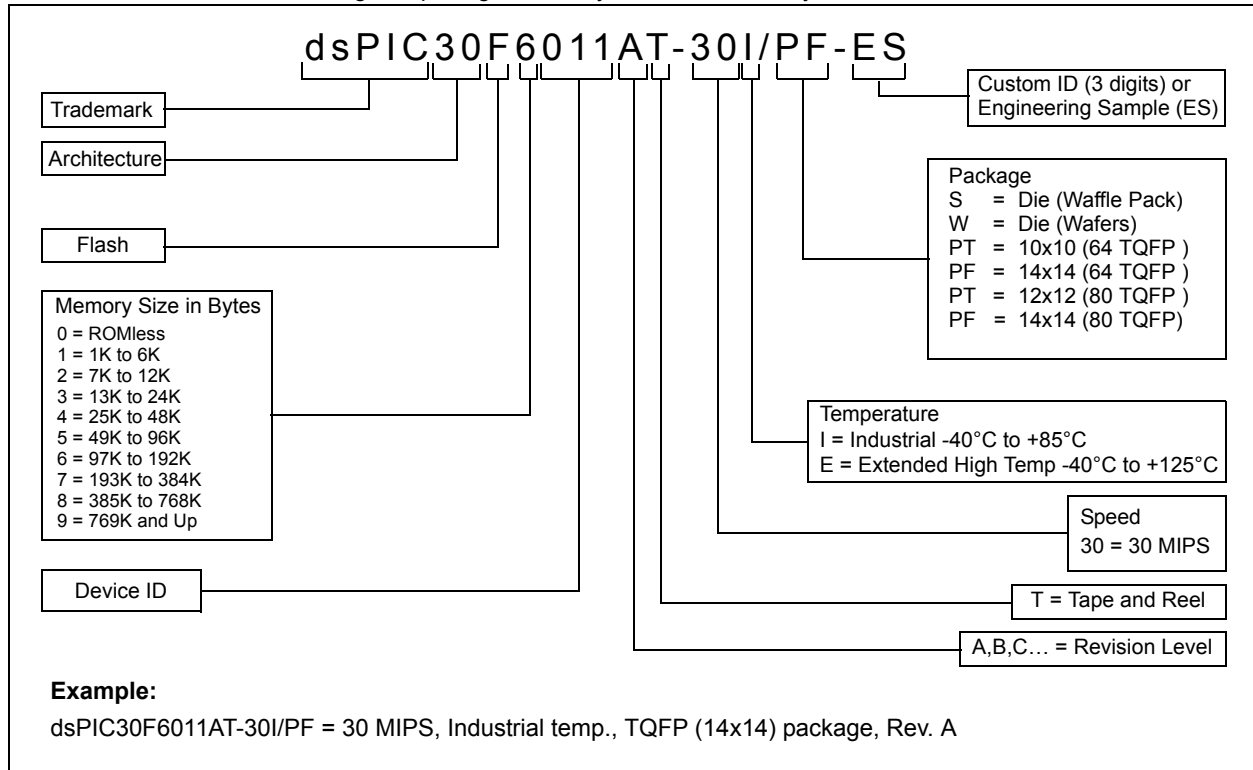 dsPIC30F6011AT-30I/PF-ES
Trademark
Architecture
Flash
Memory Size in Bytes
0 = ROMless
1 = 1K to 6K
2 = 7K to 12K
3 = 13K to 24K
4 = 25K to 48K
5 = 49K to 96K
6 = 97K to 192K
7 = 193K to 384K
8 = 385K to 768K
9 = 769K and Up
Device ID
Custom ID (3 digits) or
Engineering Sample (ES)
Package
S = Die (Waffle Pack)
W = Die (Wafers)
PT = 10x10 (64 TQFP )
PF = 14x14 (64 TQFP )
PT = 12x12 (80 TQFP )
PF = 14x14 (80 TQFP)
Temperature
I = Industrial -40°C to +85°C
E = Extended High Temp -40°C to +125°C
Speed
30 = 30 MIPS
T = Tape and Reel
A,B,C… = Revision Level
Example:
dsPIC30F6011AT-30I/PF = 30 MIPS, Industrial temp., TQFP (14x14) package, Rev. A